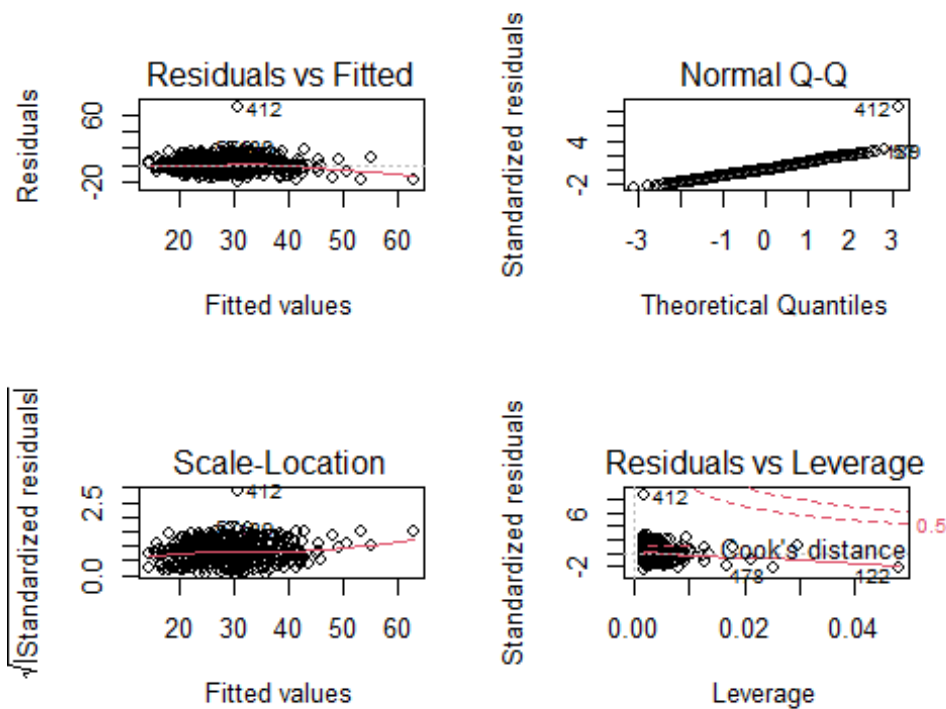 Residuals vs Fitted
Residuals
60
-20
412
20 30 40 50 60
Fitted values
Normal Q-Q
Standardized residuals
4
-2
412
-3 -1 0 1 2 3
Theoretical Quantiles
Scale-Location
√|Standardized residuals|
2.5
0.0
412
20 30 40 50 60
Fitted values
Residuals vs Leverage
Standardized residuals
6
-2
412
0.5
Cook's distance
478
122
0.00 0.02 0.04
Leverage